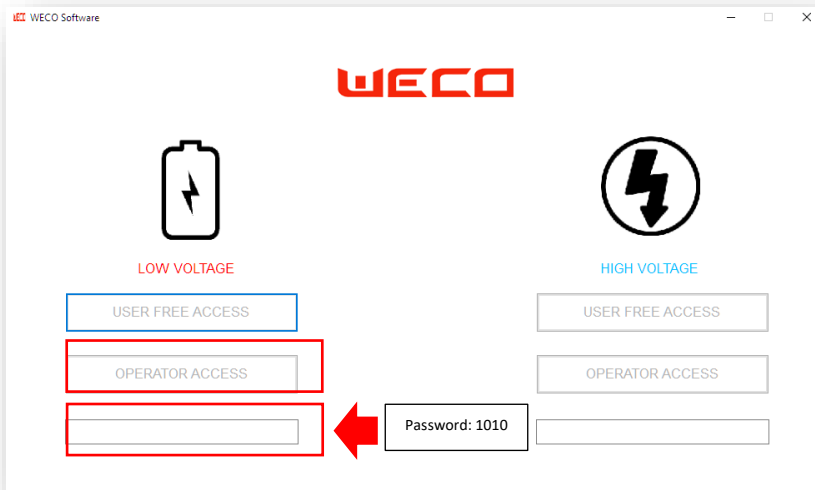 WECO WECO Software
WECO
LOW VOLTAGE
HIGH VOLTAGE
USER FREE ACCESS
USER FREE ACCESS
OPERATOR ACCESS
OPERATOR ACCESS
Password: 1010